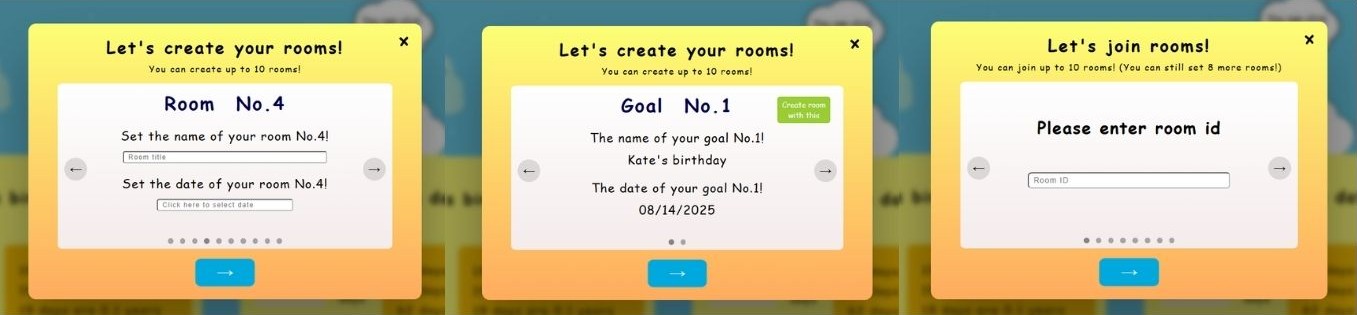 Let's create your rooms!
×
You can create up to 10 rooms!
Room No.4
Set the name of your room No.4!
Room title
←
→
Set the date of your room No.4!
Click here to select date
→
Let's create your rooms!
×
You can create up to 10 rooms!
Goal No.1
Create room
with this
The name of your goal No.1!
Kate's birthday
←
→
The date of your goal No.1!
08/14/2025
→
Let's join rooms!
×
You can join up to 10 rooms! (You can still set 8 more rooms!)
Please enter room id
←
→
Room ID
→